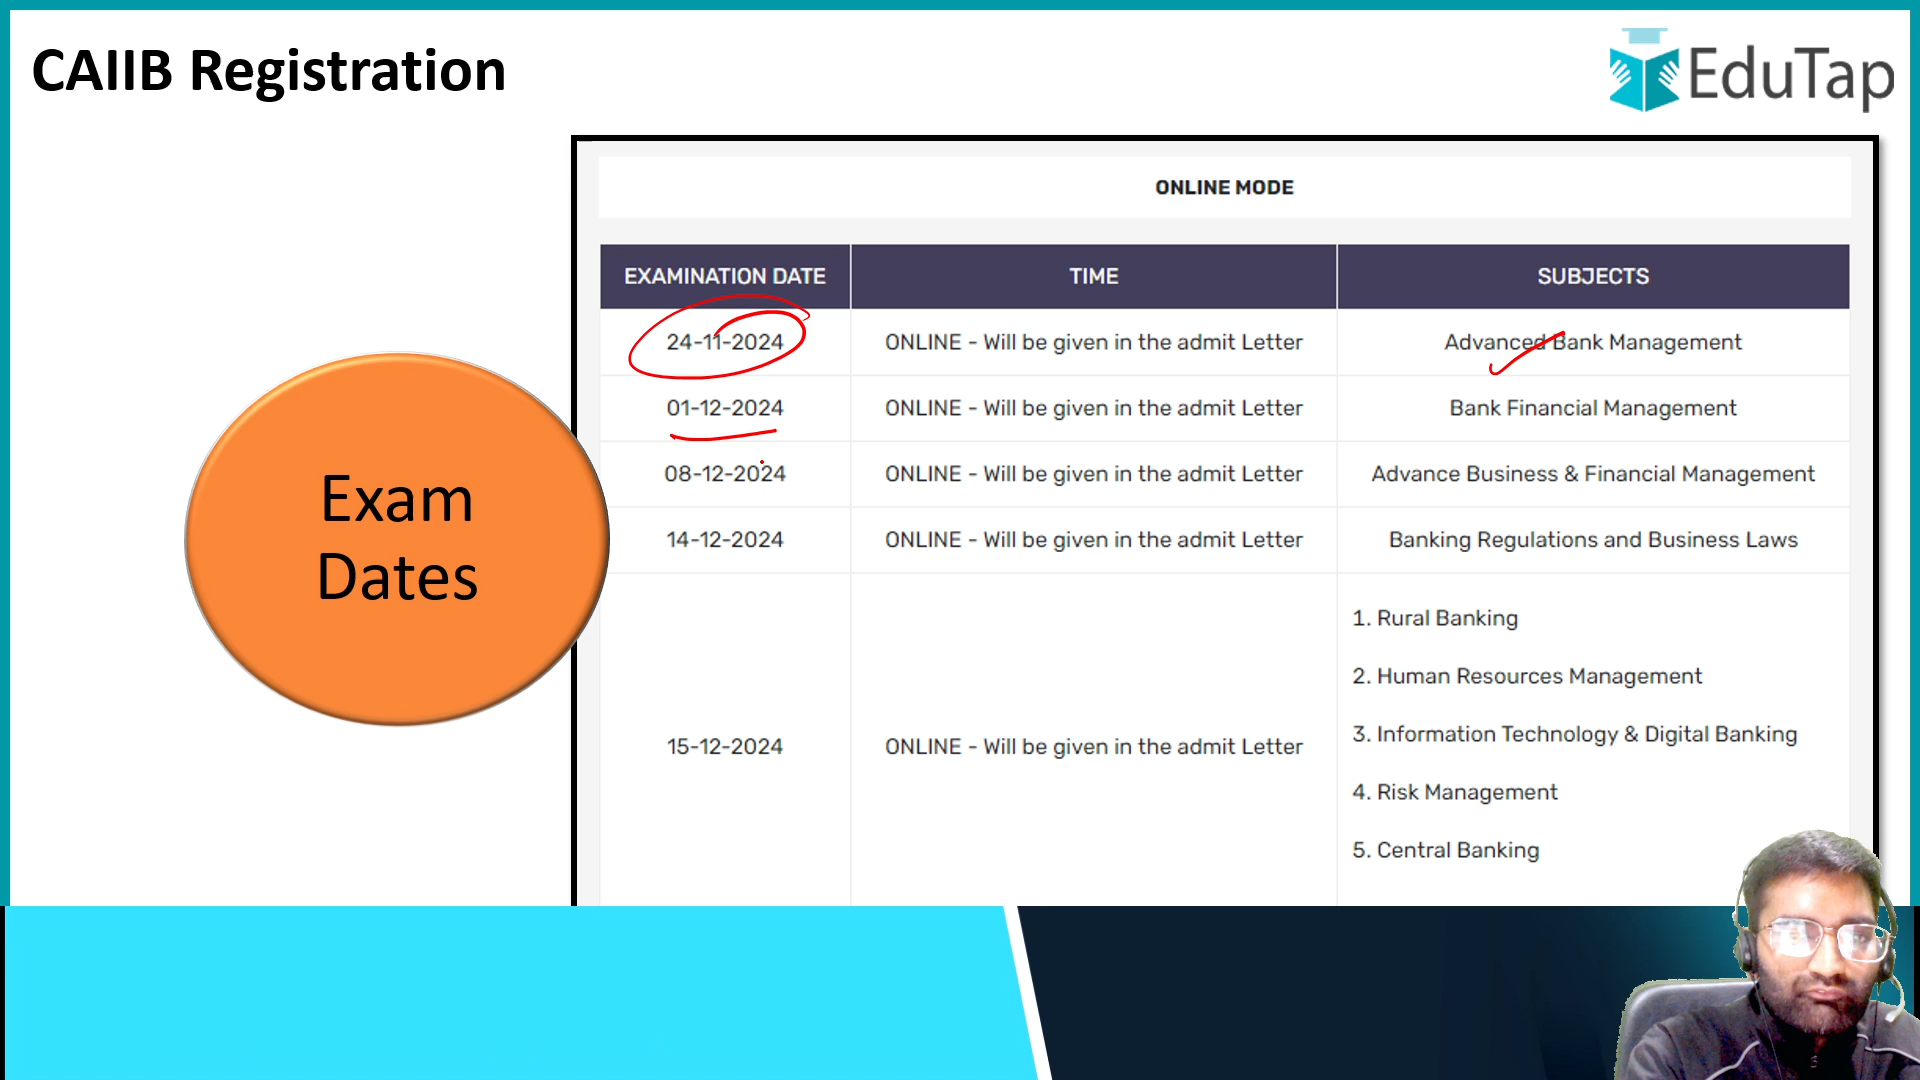 CAIIB Registration
EduTap
ONLINE MODE
EXAMINATION DATE TIME SUBJECTS
24-11-2024 ONLINE - Will be given in the admit Letter Advanced Bank Management
01-12-2024 ONLINE - Will be given in the admit Letter Bank Financial Management
08-12-2024 ONLINE - Will be given in the admit Letter Advance Business & Financial Management
14-12-2024 ONLINE - Will be given in the admit Letter Banking Regulations and Business Laws
15-12-2024 ONLINE - Will be given in the admit Letter
1. Rural Banking
2. Human Resources Management
3. Information Technology & Digital Banking
4. Risk Management
5. Central Banking
Exam
Dates